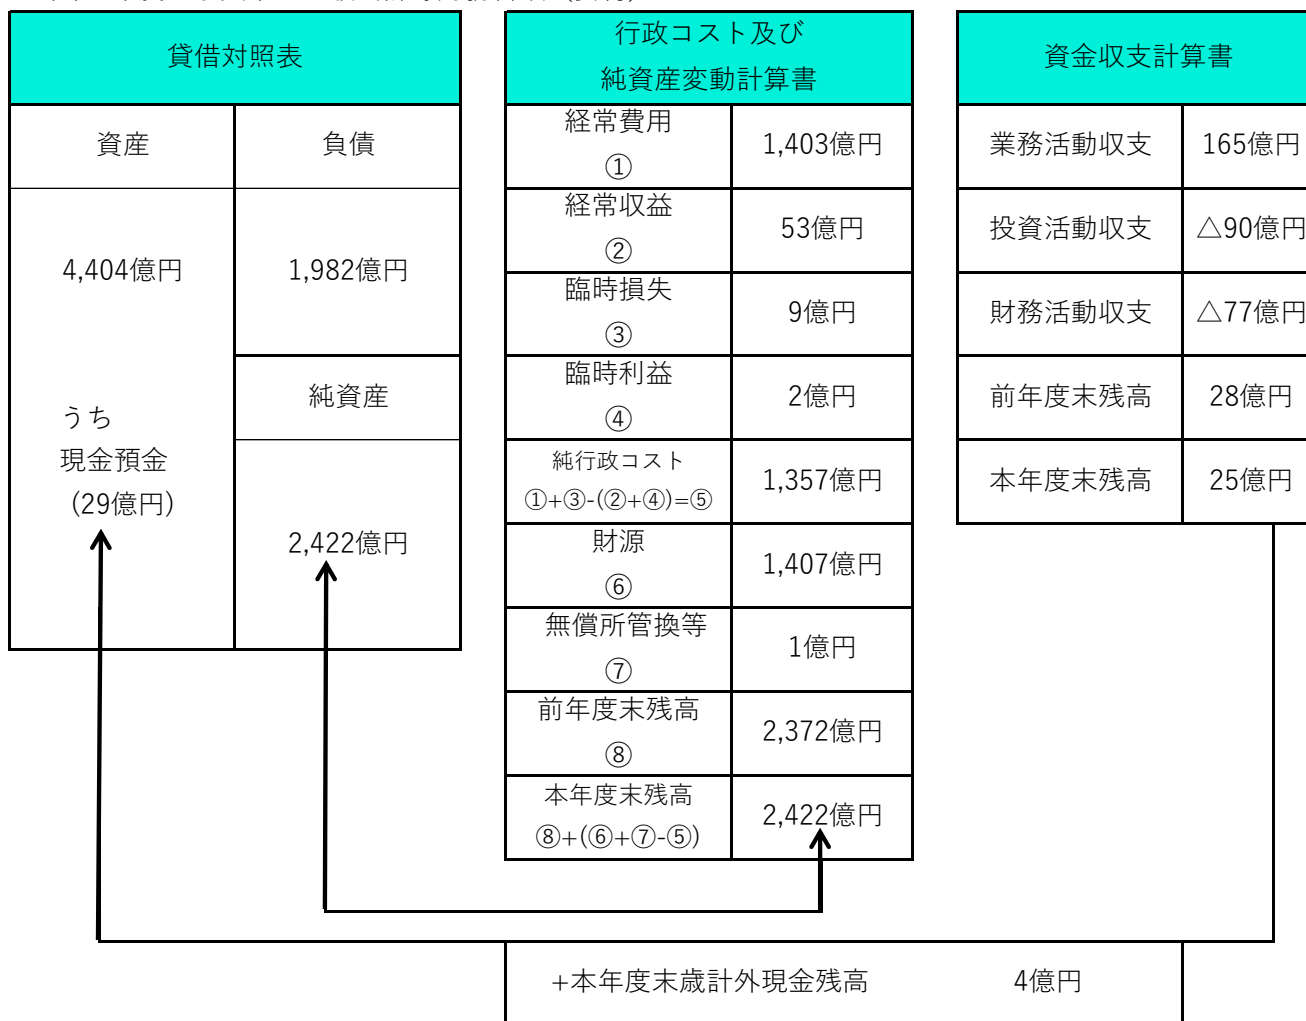 貸借対照表
資産
負債
4,404億円
1,982億円
うち
現金預金
(29億円)
純資産
2,422億円
行政コスト及び
純資産変動計算書
経常費用
①
1,403億円
経常収益
②
53億円
臨時損失
③
9億円
臨時利益
④
2億円
純行政コスト
①+③-(②+④)=⑤
1,357億円
財源
⑥
1,407億円
無償所管換等
⑦
1億円
前年度末残高
⑧
2,372億円
本年度末残高
⑧+(⑥+⑦-⑤)
2,422億円
資金収支計算書
業務活動収支
165億円
投資活動収支
△90億円
財務活動収支
△77億円
前年度末残高
28億円
本年度末残高
25億円
+本年度末歳計外現金残高 4億円